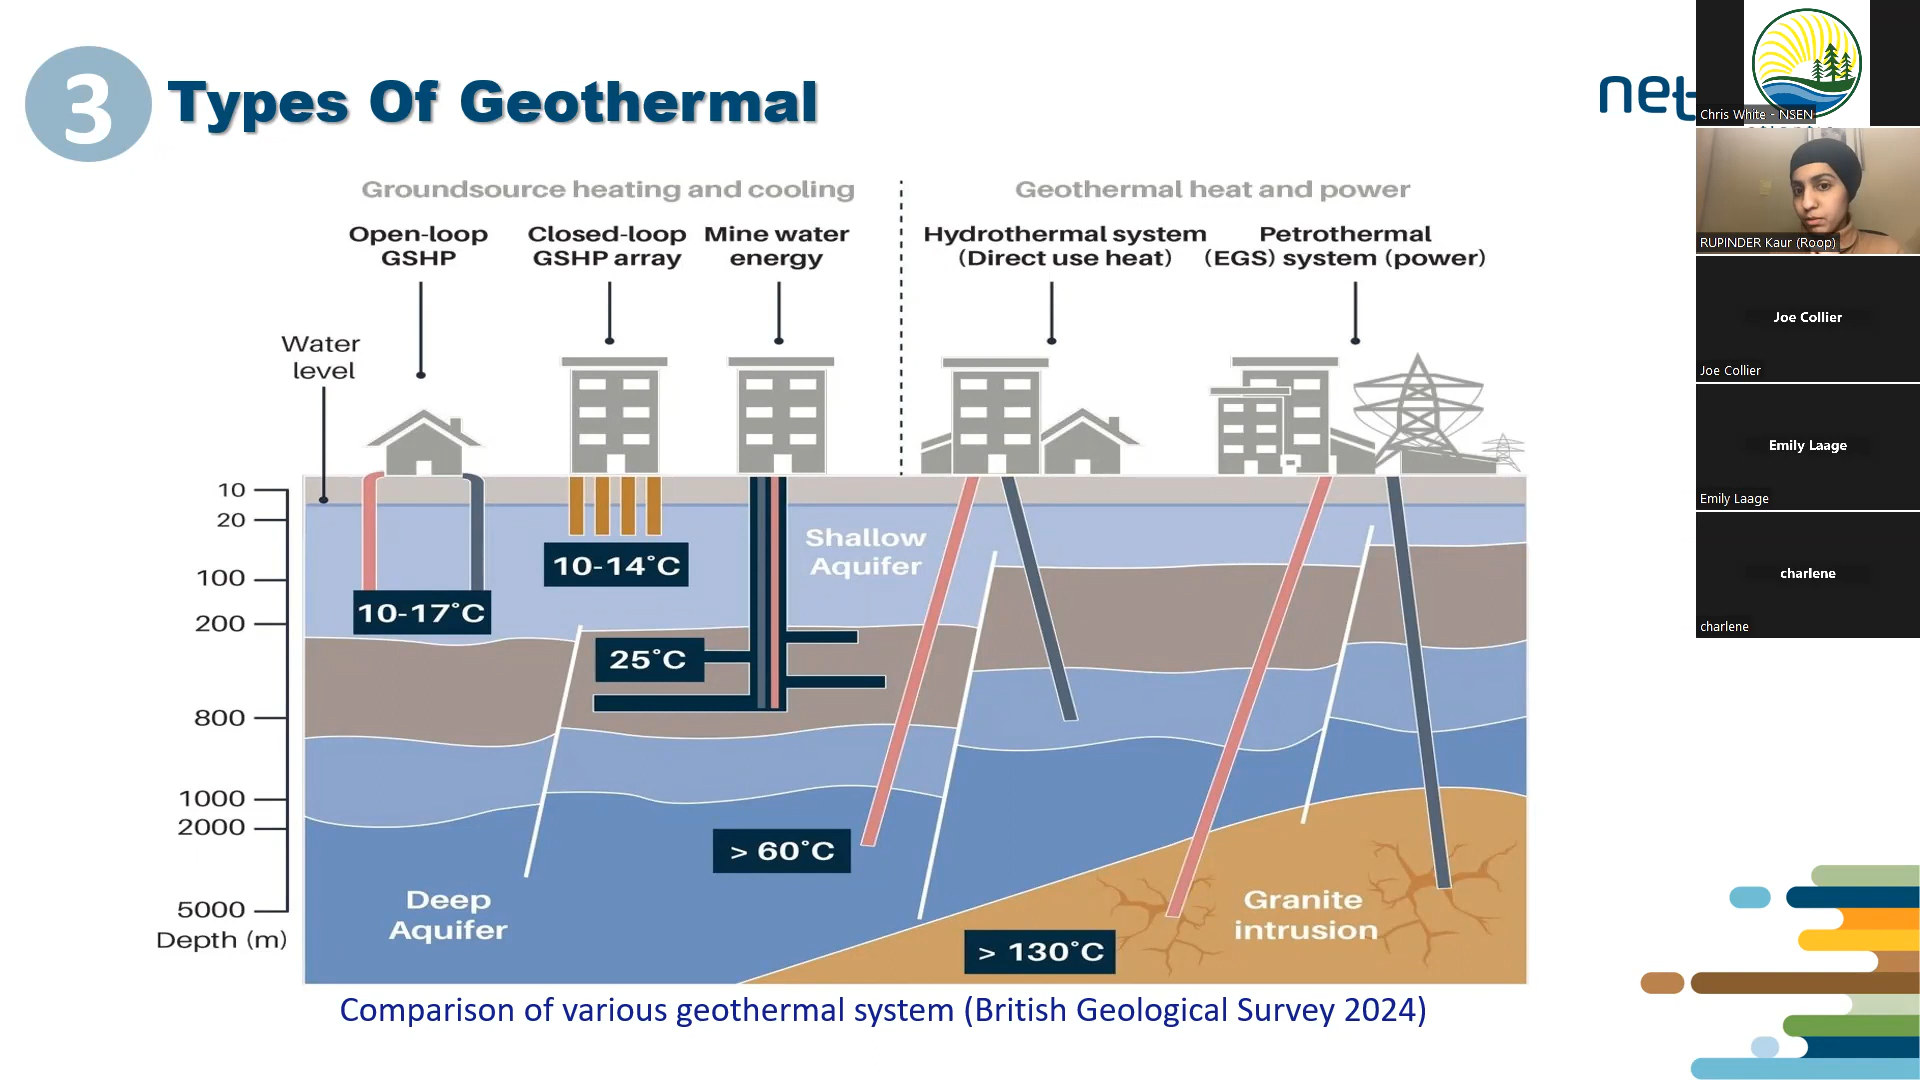 3
Types Of Geothermal
net
Groundsource heating and cooling
Geothermal heat and power
Open-loop
GSHP
Closed-loop
GSHP array
Mine water
energy
Hydrothermal system
(Direct use heat)
Petrothermal
(EGS) system (power)
Water
level
10
20
100
200
800
1000
2000
5000
Depth (m)
10-17°C
10-14°C
25°C
Shallow
Aquifer
> 60°C
Deep
Aquifer
> 130°C
Granite
intrusion
Comparison of various geothermal system (British Geological Survey 2024)
Chris White - NSEN
RUPINDER Kaur (Roop)
Joe Collier
Joe Collier
Emily Laage
Emily Laage
charlene
charlene